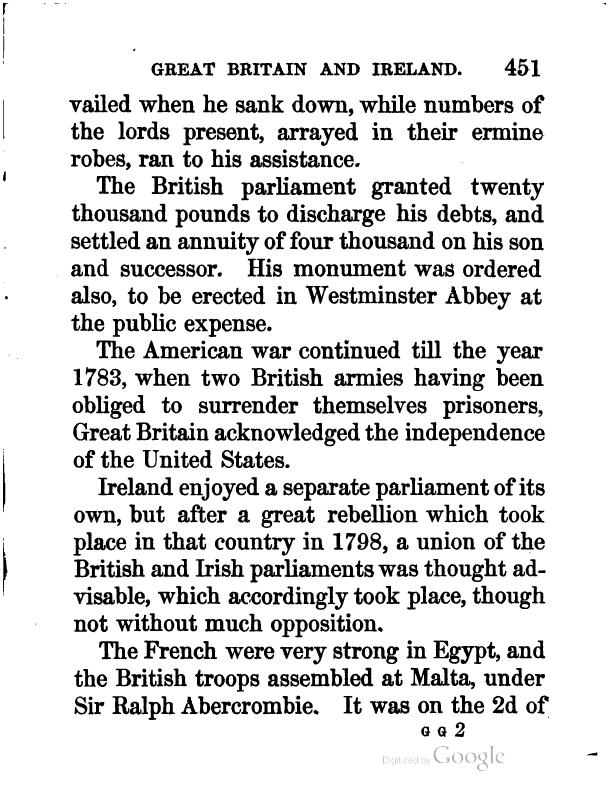 GREAT BRITAIN AND IRELAND. 451
vailed when he sank down, while numbers of
the lords present, arrayed in their ermine
robes, ran to his assistance.
The British parliament granted twenty
thousand pounds to discharge his debts, and
settled an annuity of four thousand on his son
and successor. His monument was ordered
also, to be erected in Westminster Abbey at
the public expense.
The American war continued till the year
1783, when two British armies having been
obliged to surrender themselves prisoners,
Great Britain acknowledged the independence
of the United States.
Ireland enjoyed a separate parliament of its
own, but after a great rebellion which took
place in that country in 1798, a union of the
British and Irish parliaments was thought ad-
visable, which accordingly took place, though
not without much opposition.
The French were very strong in Egypt, and
the British troops assembled at Malta, under
Sir Ralph Abercrombie. It was on the 2d of
G G 2
Digitized by Google